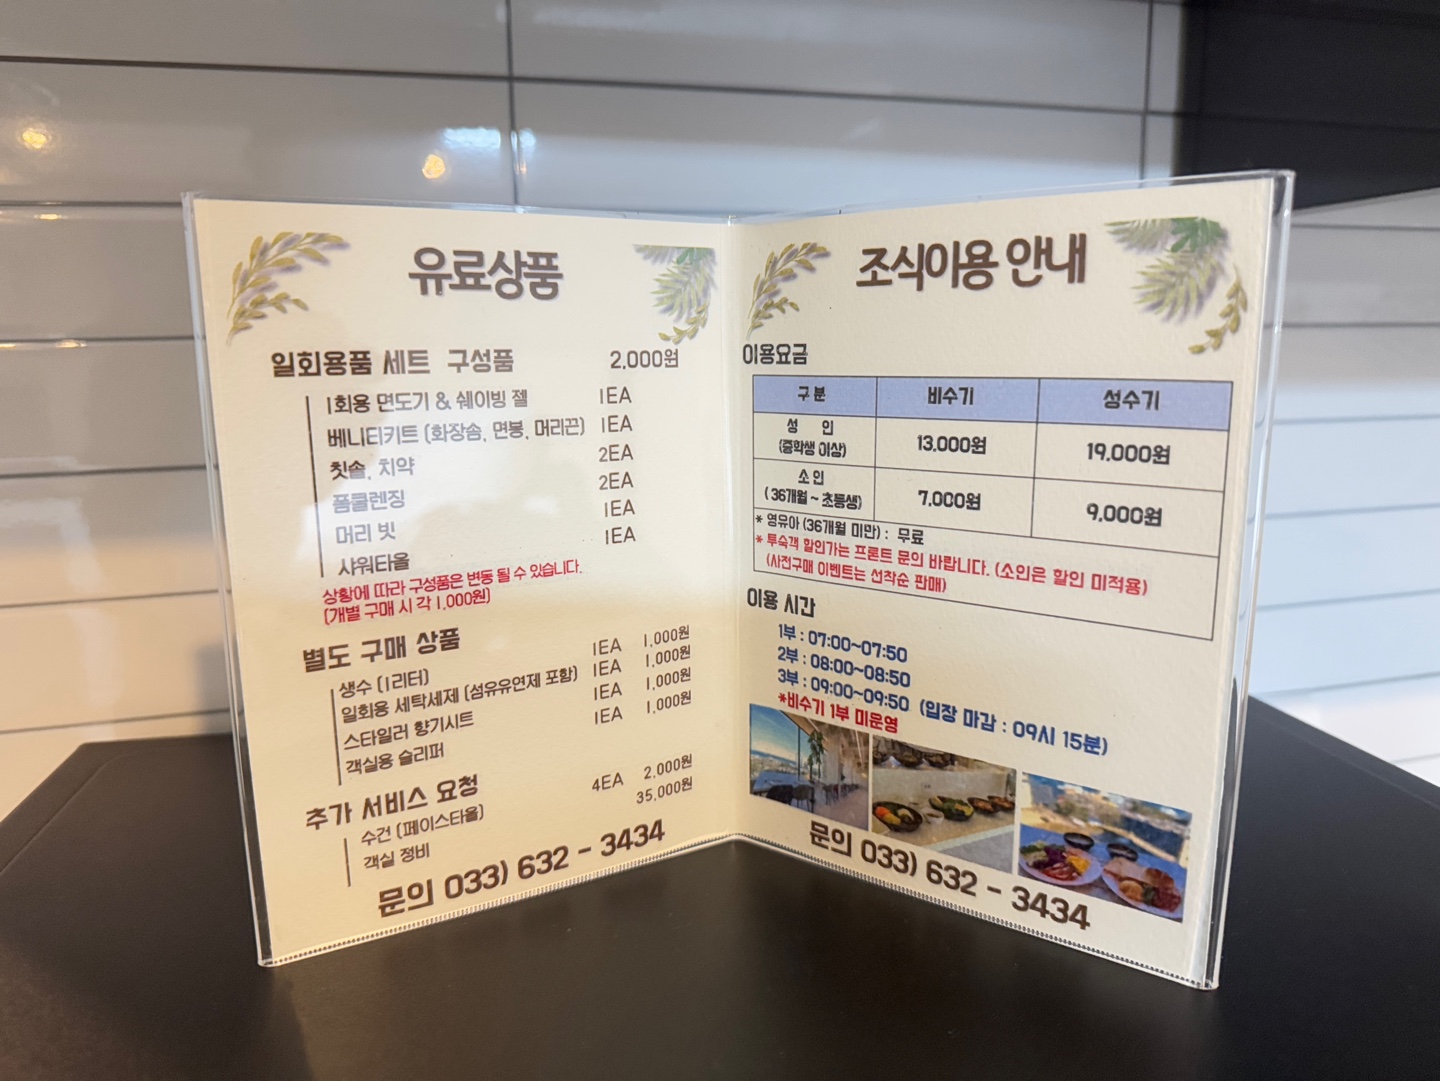 유료상품
일회용품 세트 구성품 2,000원
1회용 면도기 & 쉐이빙 젤 1EA
베니티키트 (화장솜, 면봉, 머리끈) 1EA
칫솔, 치약 2EA
폼클렌징 2EA
머리 빗 1EA
샤워타올 1EA
상황에 따라 구성품은 변동 될 수 있습니다.
(개별 구매 시 각 1,000원)
별도 구매 상품
생수 (1리터) 1EA 1,000원
일회용 세탁세제 (섬유유연제 포함) 1EA 1,000원
스타일러 향기시트 1EA 1,000원
객실용 슬리퍼 1EA 1,000원
추가 서비스 요청
수건 (페이스타올) 4EA 2,000원
객실 정비 35,000원
문의 033) 632 - 3434
조식이용 안내
이용요금
구 분 비수기 성수기
성 인
(중학생 이상) 13,000원 19,000원
소 인
( 36개월 ~ 초등생) 7,000원 9,000원
* 영유아 (36개월 미만) : 무료
* 투숙객 할인가는 프론트 문의 바랍니다. (소인은 할인 미적용)
(사전구매 이벤트는 선착순 판매)
이용 시간
1부 : 07:00~07:50
2부 : 08:00~08:50
3부 : 09:00~09:50 (입장 마감 : 09시 15분)
*비수기 1부 미운영
문의 033) 632 - 3434